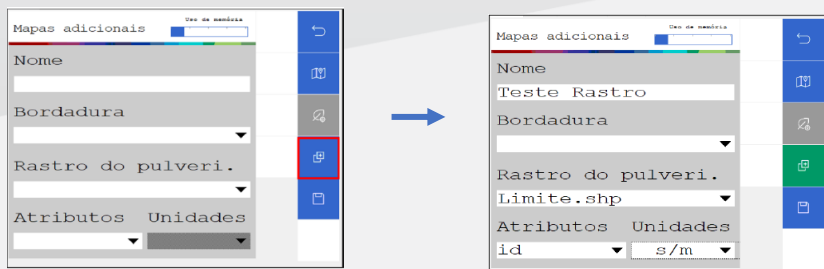 Mapas adicionais
Uso de memória
Nome
Bordadura
Rastro do pulveri.
Atributos Unidades
Mapas adicionais
Uso de memória
Nome
Teste Rastro
Bordadura
Rastro do pulveri.
Limite.shp
Atributos Unidades
id s/m